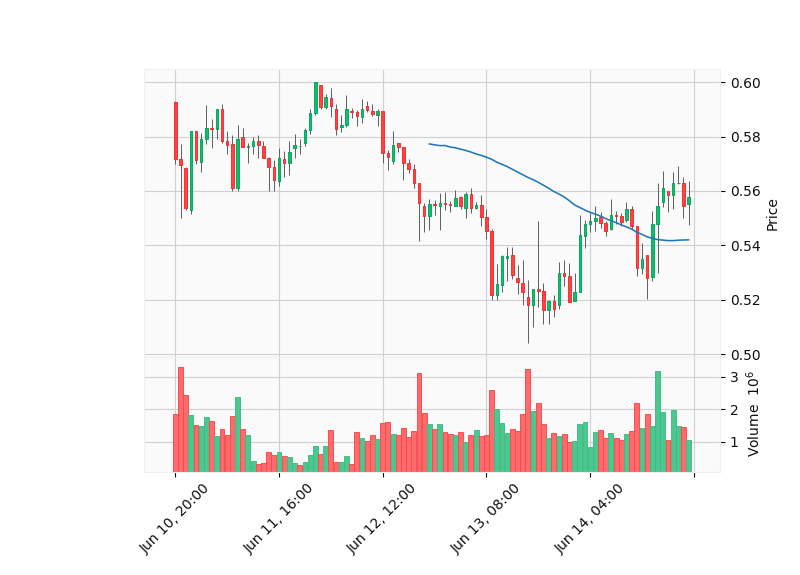 0.60
0.58
0.56
0.54
0.52
0.50
Price
3
2
1
Volume 10^6
Jun 10, 20:00
Jun 11, 16:00
Jun 12, 12:00
Jun 13, 08:00
Jun 14, 04:00